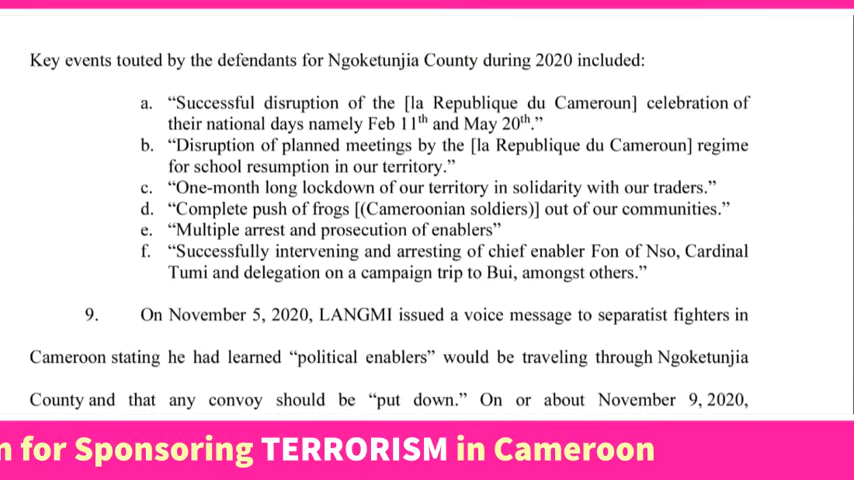 Key events touted by the defendants for Ngoketunjia County during 2020 included:
a. “Successful disruption of the [la Republique du Cameroun] celebration of
their national days namely Feb 11th and May 20th.”
b. “Disruption of planned meetings by the [la Republique du Cameroun] regime
for school resumption in our territory.”
c. “One-month long lockdown of our territory in solidarity with our traders.”
d. “Complete push of frogs [(Cameroonian soldiers)] out of our communities.”
e. “Multiple arrest and prosecution of enablers”
f. “Successfully intervening and arresting of chief enabler Fon of Nso, Cardinal
Tumi and delegation on a campaign trip to Bui, amongst others.”
9. On November 5, 2020, LANGMI issued a voice message to separatist fighters in
Cameroon stating he had learned “political enablers” would be traveling through Ngoketunjia
County and that any convoy should be “put down.” On or about November 9, 2020,
n for Sponsoring TERRORISM in Cameroon